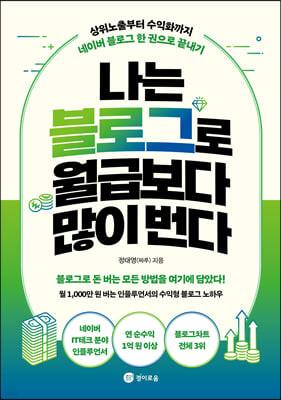 상위노출부터 수익화까지
네이버 블로그 한 권으로 끝내기
나는
블로그로
월급보다
많이 번다
정태영(짜루) 지음
블로그로 돈 버는 모든 방법을 여기에 담았다!
월 1,000만 원 버는 인플루언서의 수익형 블로그 노하우
네이버
IT테크 분야
인플루언서
연 순수익
1억 원 이상
블로그차트
전체 3위
경이로움